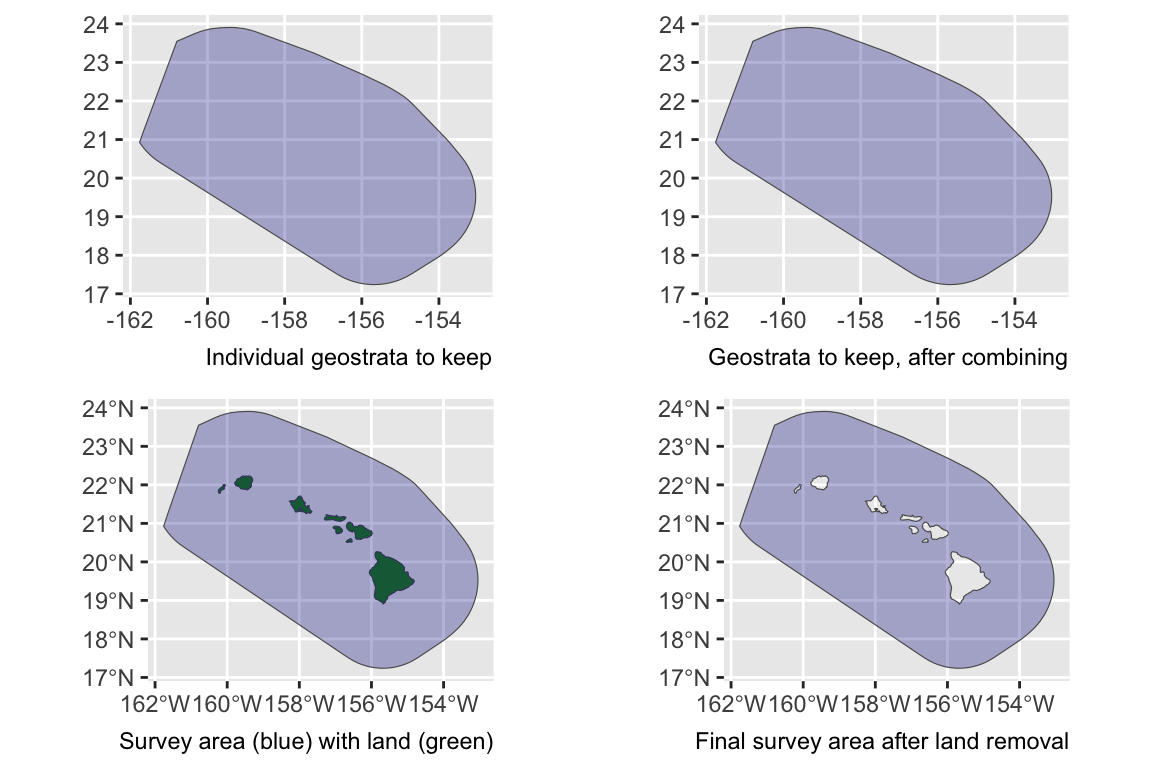 24
23
22
21
20
19
18
17
-162 -160 -158 -156 -154
Individual geostrata to keep
24
23
22
21
20
19
18
17
-162 -160 -158 -156 -154
Geostrata to keep, after combining
24°N
23°N
22°N
21°N
20°N
19°N
18°N
17°N
162°W 160°W 158°W 156°W 154°W
Survey area (blue) with land (green)
24°N
23°N
22°N
21°N
20°N
19°N
18°N
17°N
162°W 160°W 158°W 156°W 154°W
Final survey area after land removal